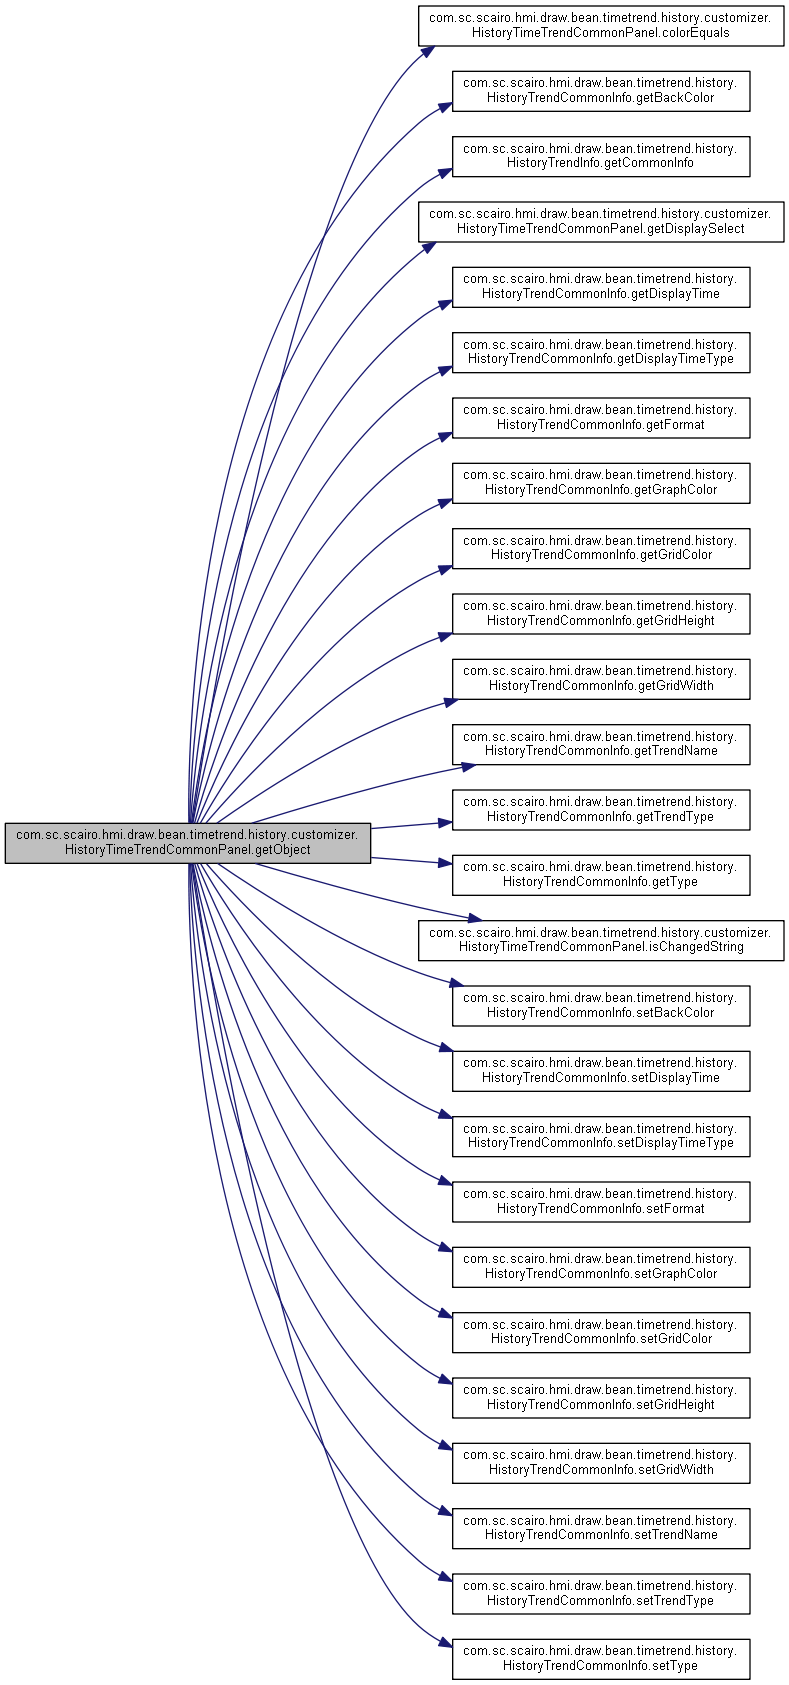 com.sc.scairo.hmi.draw.bean.timetrend.history.customizer.
HistoryTimeTrendCommonPanel.colorEquals
com.sc.scairo.hmi.draw.bean.timetrend.history.
HistoryTrendCommonInfo.getBackColor
com.sc.scairo.hmi.draw.bean.timetrend.history.
HistoryTrendInfo.getCommonInfo
com.sc.scairo.hmi.draw.bean.timetrend.history.customizer.
HistoryTimeTrendCommonPanel.getDisplaySelect
com.sc.scairo.hmi.draw.bean.timetrend.history.
HistoryTrendCommonInfo.getDisplayTime
com.sc.scairo.hmi.draw.bean.timetrend.history.
HistoryTrendCommonInfo.getDisplayTimeType
com.sc.scairo.hmi.draw.bean.timetrend.history.
HistoryTrendCommonInfo.getFormat
com.sc.scairo.hmi.draw.bean.timetrend.history.
HistoryTrendCommonInfo.getGraphColor
com.sc.scairo.hmi.draw.bean.timetrend.history.
HistoryTrendCommonInfo.getGridColor
com.sc.scairo.hmi.draw.bean.timetrend.history.
HistoryTrendCommonInfo.getGridHeight
com.sc.scairo.hmi.draw.bean.timetrend.history.
HistoryTrendCommonInfo.getGridWidth
com.sc.scairo.hmi.draw.bean.timetrend.history.
HistoryTrendCommonInfo.getTrendName
com.sc.scairo.hmi.draw.bean.timetrend.history.
HistoryTrendCommonInfo.getTrendType
com.sc.scairo.hmi.draw.bean.timetrend.history.customizer.
HistoryTimeTrendCommonPanel.getObject
com.sc.scairo.hmi.draw.bean.timetrend.history.
HistoryTrendCommonInfo.getType
com.sc.scairo.hmi.draw.bean.timetrend.history.customizer.
HistoryTimeTrendCommonPanel.isChangedString
com.sc.scairo.hmi.draw.bean.timetrend.history.
HistoryTrendCommonInfo.setBackColor
com.sc.scairo.hmi.draw.bean.timetrend.history.
HistoryTrendCommonInfo.setDisplayTime
com.sc.scairo.hmi.draw.bean.timetrend.history.
HistoryTrendCommonInfo.setDisplayTimeType
com.sc.scairo.hmi.draw.bean.timetrend.history.
HistoryTrendCommonInfo.setFormat
com.sc.scairo.hmi.draw.bean.timetrend.history.
HistoryTrendCommonInfo.setGraphColor
com.sc.scairo.hmi.draw.bean.timetrend.history.
HistoryTrendCommonInfo.setGridColor
com.sc.scairo.hmi.draw.bean.timetrend.history.
HistoryTrendCommonInfo.setGridHeight
com.sc.scairo.hmi.draw.bean.timetrend.history.
HistoryTrendCommonInfo.setGridWidth
com.sc.scairo.hmi.draw.bean.timetrend.history.
HistoryTrendCommonInfo.setTrendName
com.sc.scairo.hmi.draw.bean.timetrend.history.
HistoryTrendCommonInfo.setTrendType
com.sc.scairo.hmi.draw.bean.timetrend.history.
HistoryTrendCommonInfo.setType